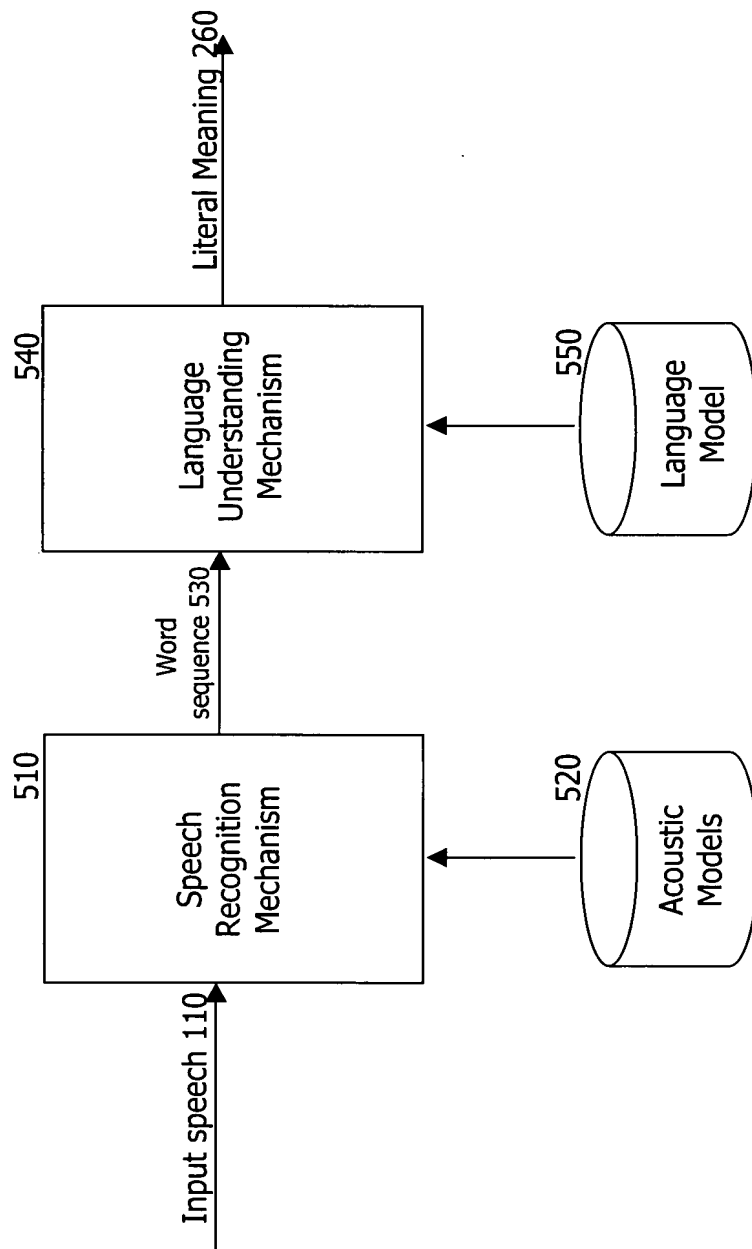 Input speech 110
510
Speech
Recognition
Mechanism
520
Acoustic
Models
Word
sequence 530
540
Language
Understanding
Mechanism
550
Language
Model
Literal Meaning 260